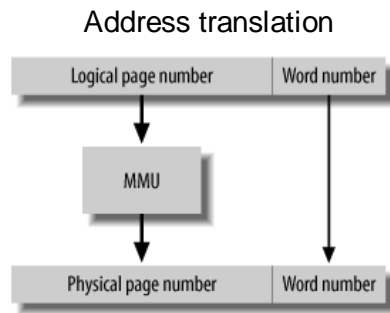 Address translation
Logical page number Word number
MMU
Physical page number Word number